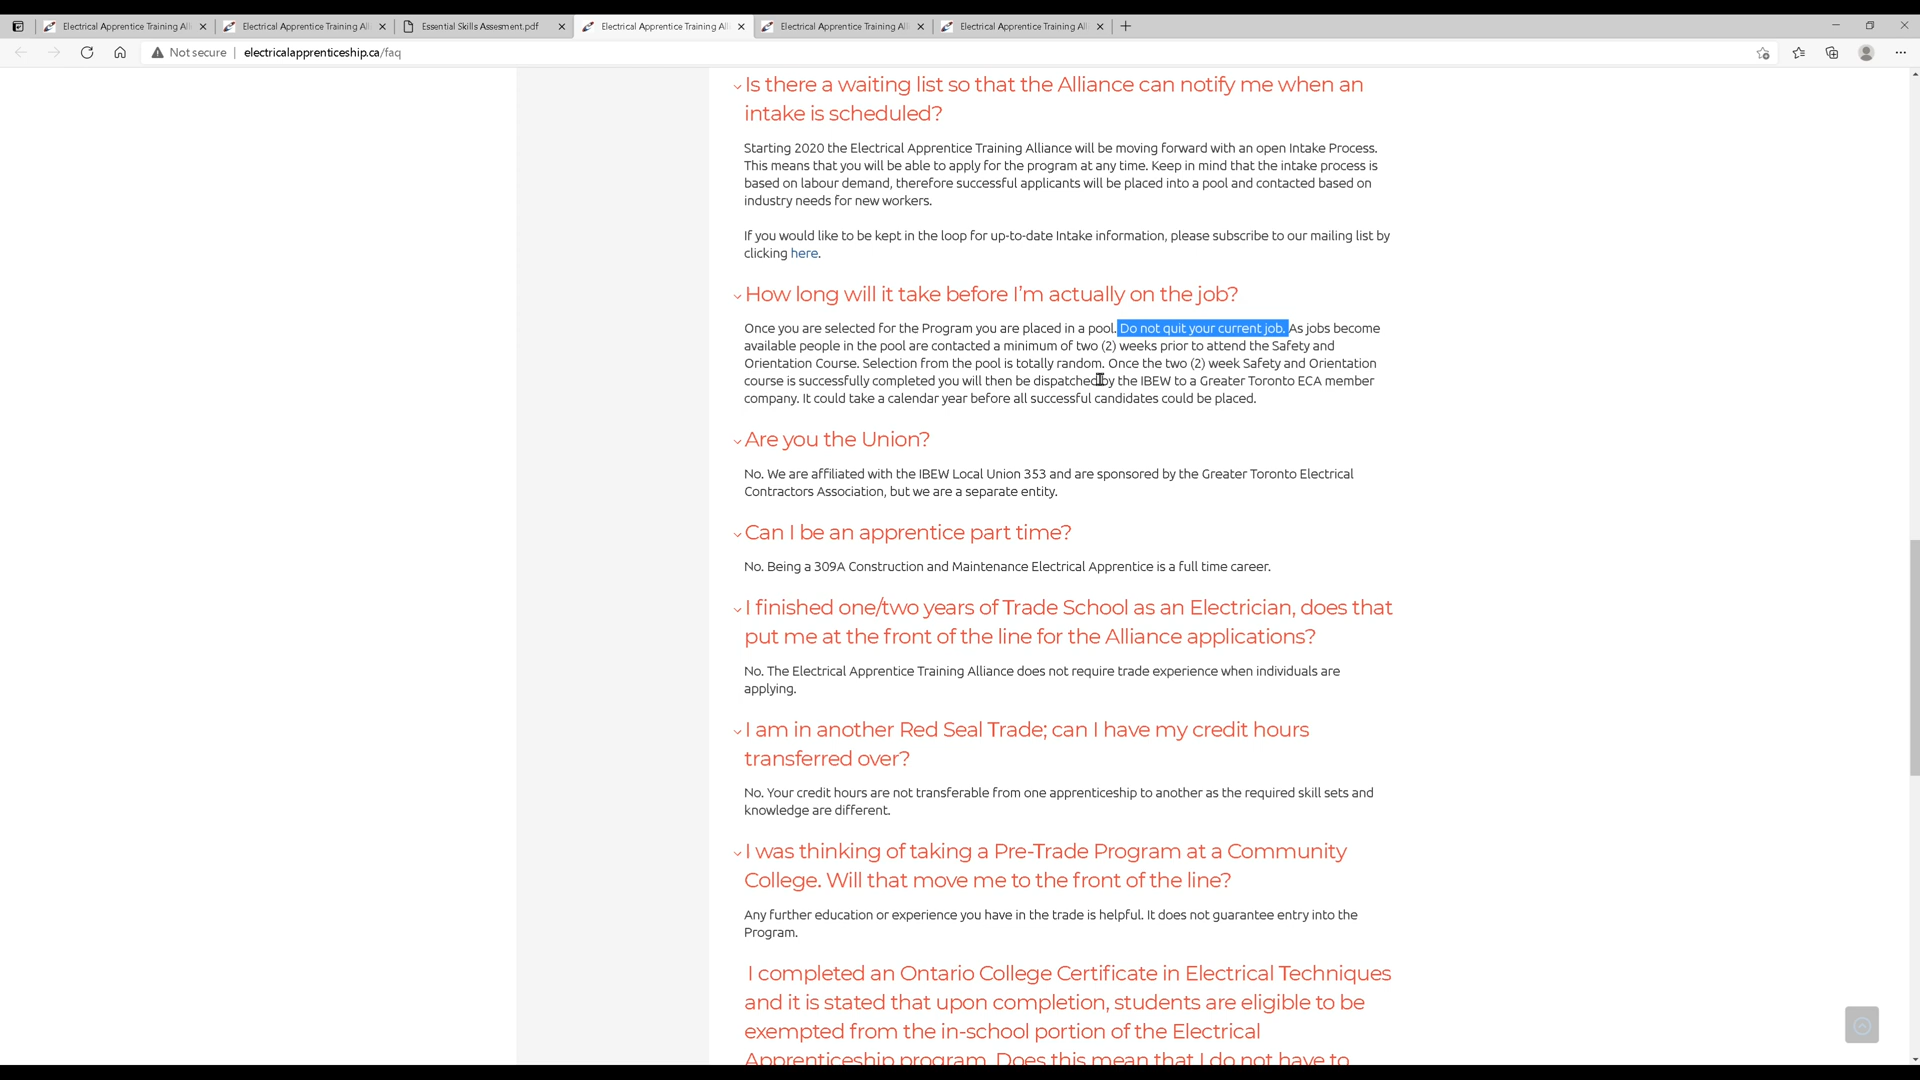 Electrical Apprentice Training All
Electrical Apprentice Training All
Essential Skills Assesment.pdf
Electrical Apprentice Training All
Electrical Apprentice Training All
Electrical Apprentice Training All
Not secure
electricalapprenticeship.ca/faq
Is there a waiting list so that the Alliance can notify me when an
intake is scheduled?
Starting 2020 the Electrical Apprentice Training Alliance will be moving forward with an open Intake Process.
This means that you will be able to apply for the program at any time. Keep in mind that the intake process is
based on labour demand, therefore successful applicants will be placed into a pool and contacted based on
industry needs for new workers.
If you would like to be kept in the loop for up-to-date Intake information, please subscribe to our mailing list by
clicking here.
How long will it take before I'm actually on the job?
Once you are selected for the Program you are placed in a pool. Do not quit your current job. As jobs become
available people in the pool are contacted a minimum of two (2) weeks prior to attend the Safety and
Orientation Course. Selection from the pool is totally random. Once the two (2) week Safety and Orientation
course is successfully completed you will then be dispatched by the IBEW to a Greater Toronto ECA member
company. It could take a calendar year before all successful candidates could be placed.
Are you the Union?
No. We are affiliated with the IBEW Local Union 353 and are sponsored by the Greater Toronto Electrical
Contractors Association, but we are a separate entity.
Can I be an apprentice part time?
No. Being a 309A Construction and Maintenance Electrical Apprentice is a full time career.
I finished one/two years of Trade School as an Electrician, does that
put me at the front of the line for the Alliance applications?
No. The Electrical Apprentice Training Alliance does not require trade experience when individuals are
applying.
I am in another Red Seal Trade; can I have my credit hours
transferred over?
No. Your credit hours are not transferable from one apprenticeship to another as the required skill sets and
knowledge are different.
I was thinking of taking a Pre-Trade Program at a Community
College. Will that move me to the front of the line?
Any further education or experience you have in the trade is helpful. It does not guarantee entry into the
Program.
I completed an Ontario College Certificate in Electrical Techniques
and it is stated that upon completion, students are eligible to be
exempted from the in-school portion of the Electrical
Apprenticeship program. Does this mean that I do not have to